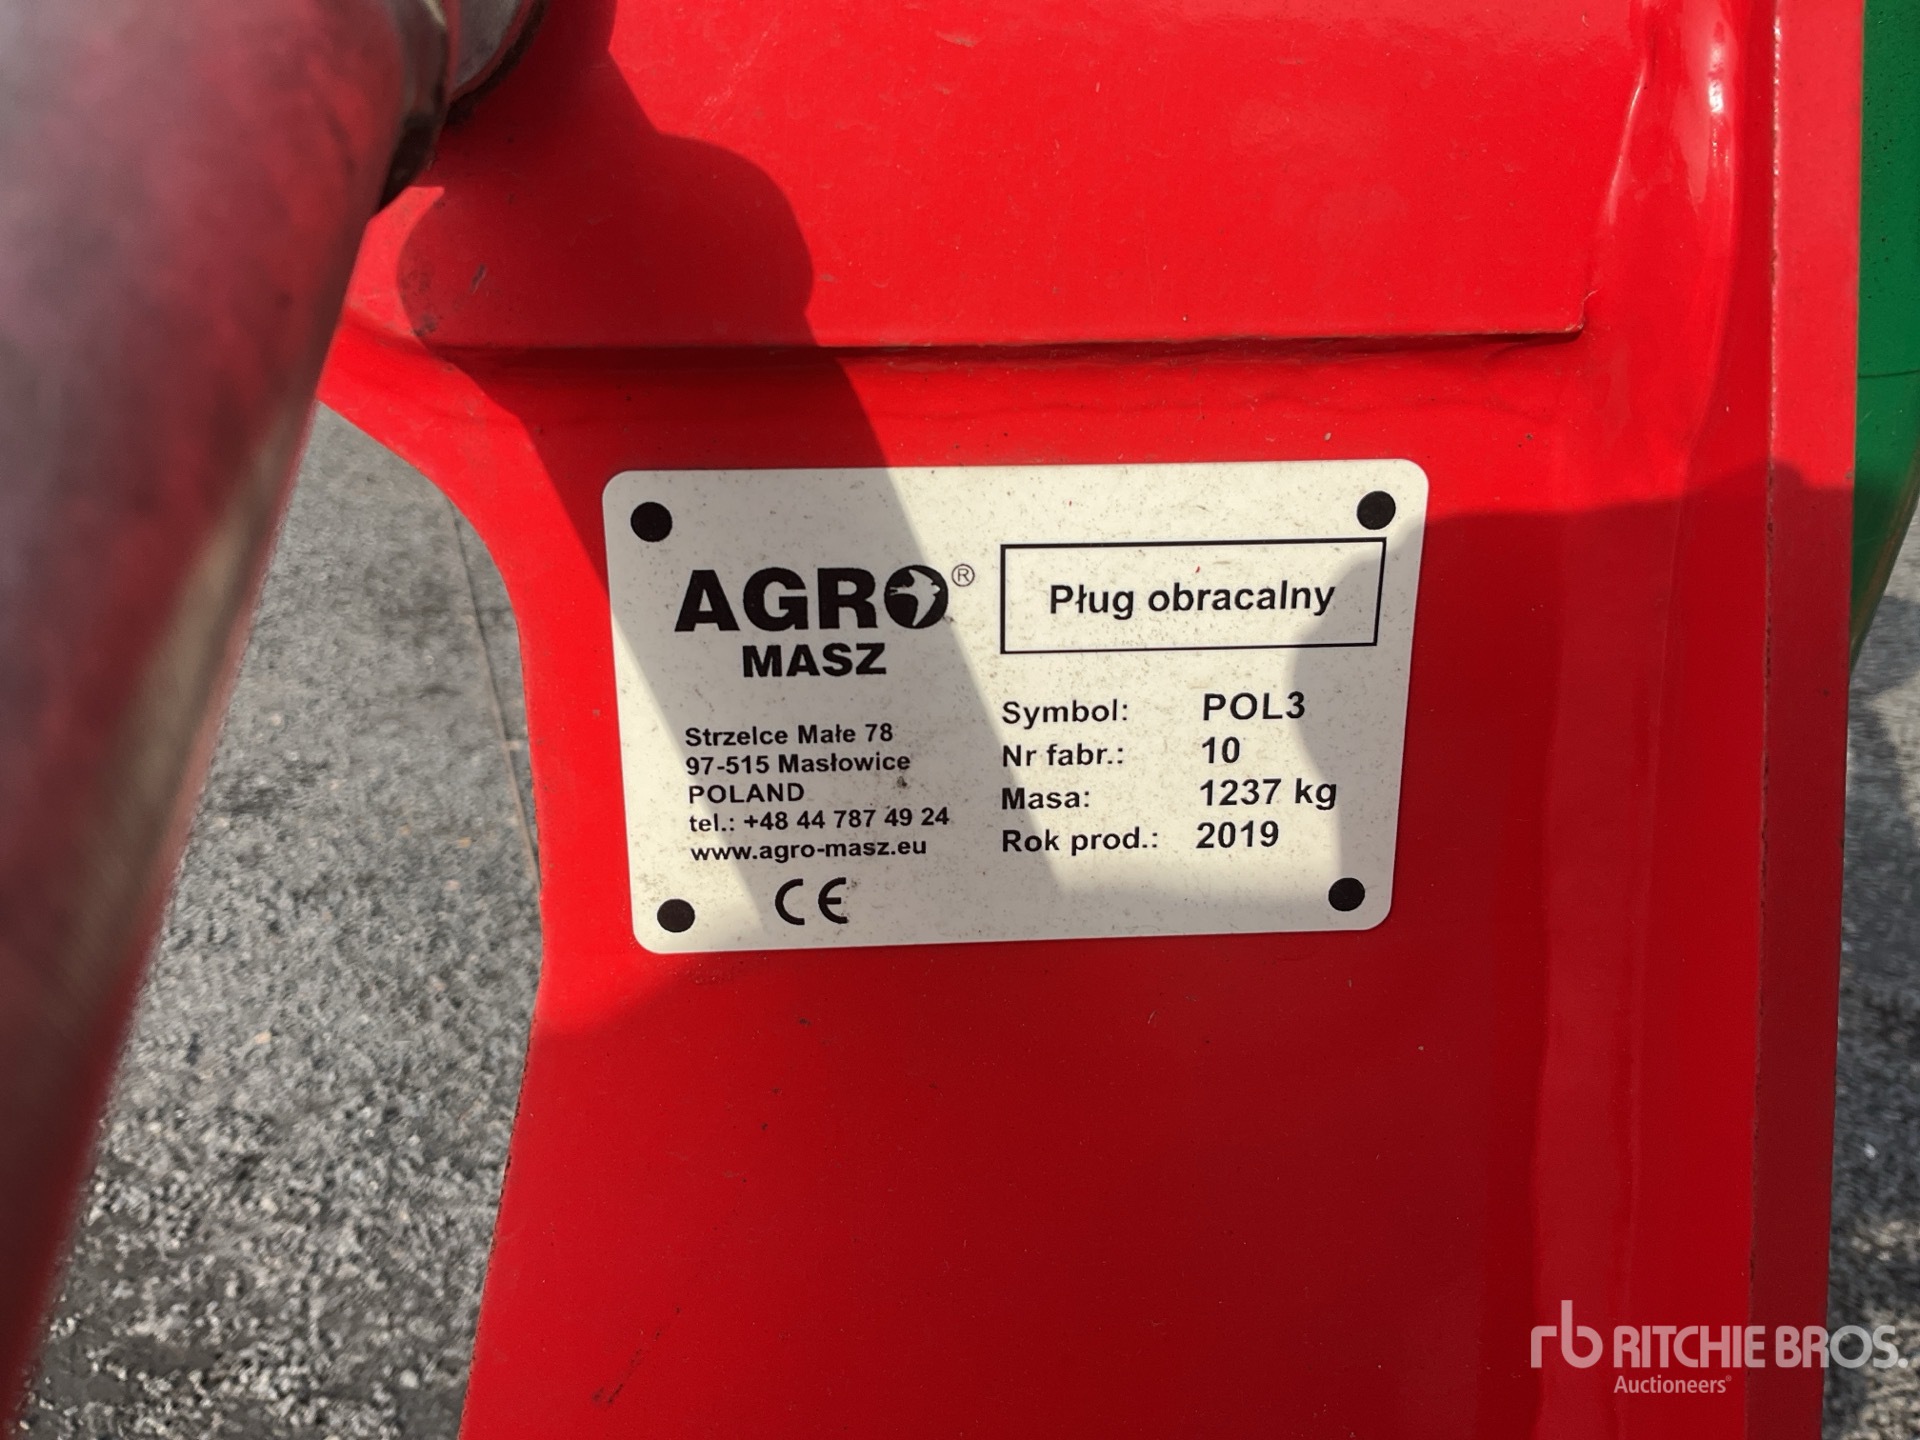 AGRO®
MASZ
Strzelce Małe 78
97-515 Masłowice
POLAND
tel.: +48 44 787 49 24
www.agro-masz.eu
CE
Pług obracalny
Symbol: POL3
Nr fabr.: 10
Masa: 1237 kg
Rok prod.: 2019
rb RITCHIE BROS.
Auctioneers®